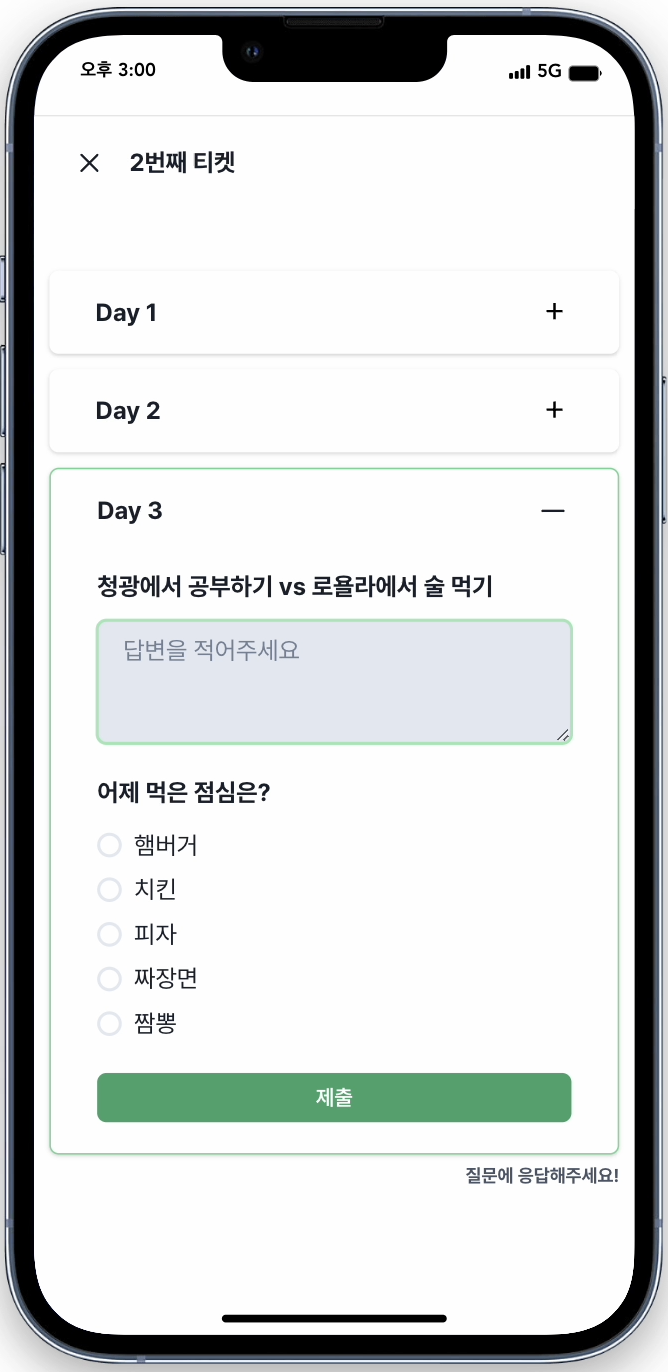 오후 3:00
5G
2번째 티켓
Day 1
Day 2
Day 3
청광에서 공부하기 vs 로욜라에서 술 먹기
답변을 적어주세요
어제 먹은 점심은?
햄버거
치킨
피자
짜장면
짬뽕
제출
질문에 응답해주세요!